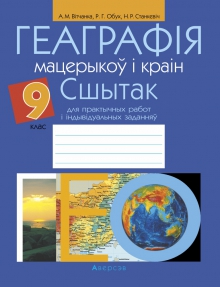 А. М. Вітчанка, Р. Г. Обух, Н. Р. Станкевіч
ГЕАГРАФІЯ
мацерыкоў і краін
9
клас
Сшытак
для практычных работ
і індывідуальных заданняў
Аверсэв